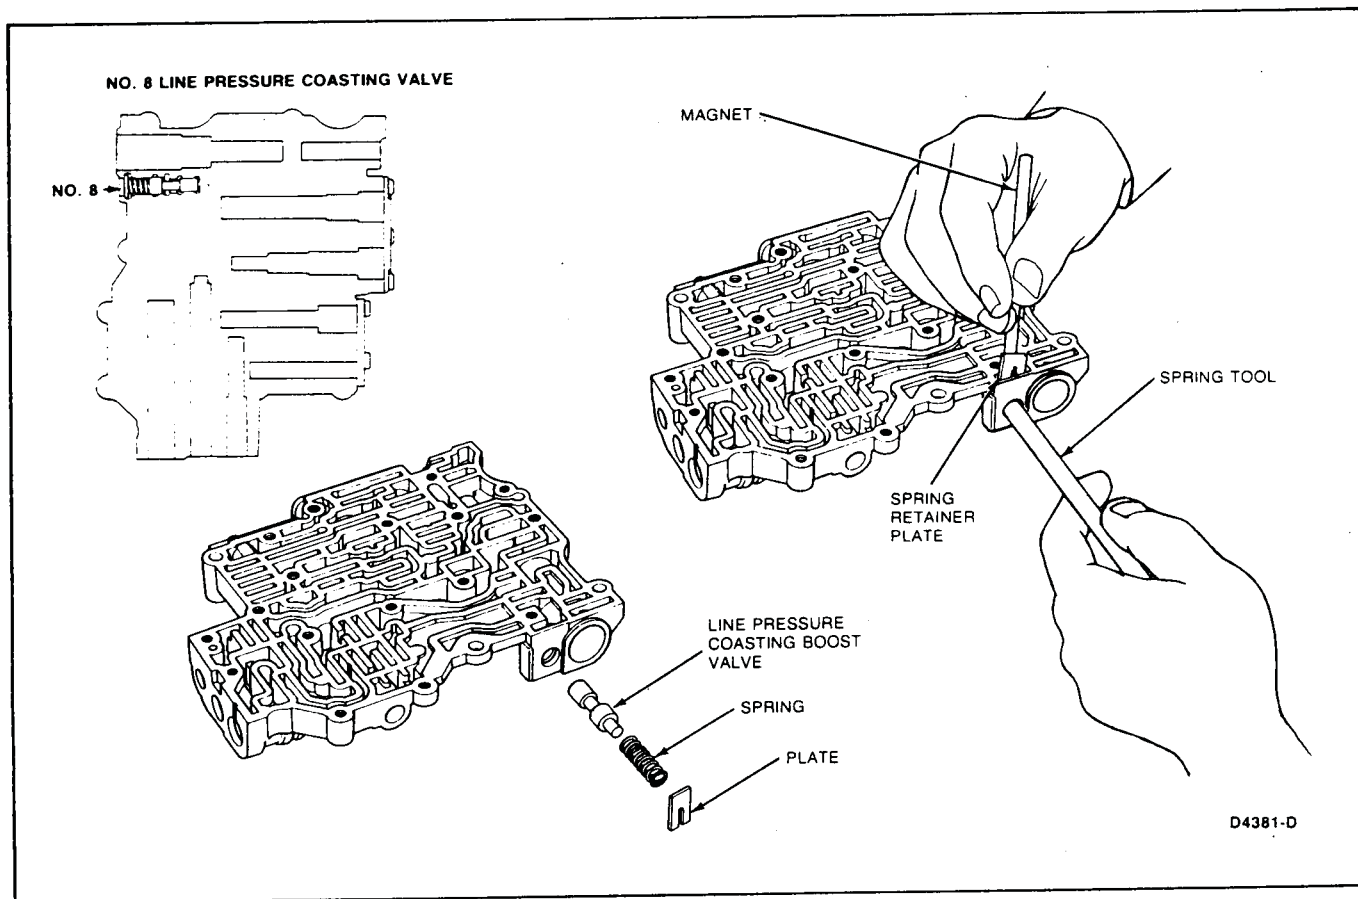 NO. 8 LINE PRESSURE COASTING VALVE
NO. 8
MAGNET
SPRING TOOL
SPRING
RETAINER
PLATE
LINE PRESSURE
COASTING BOOST
VALVE
SPRING
PLATE
D4381-D